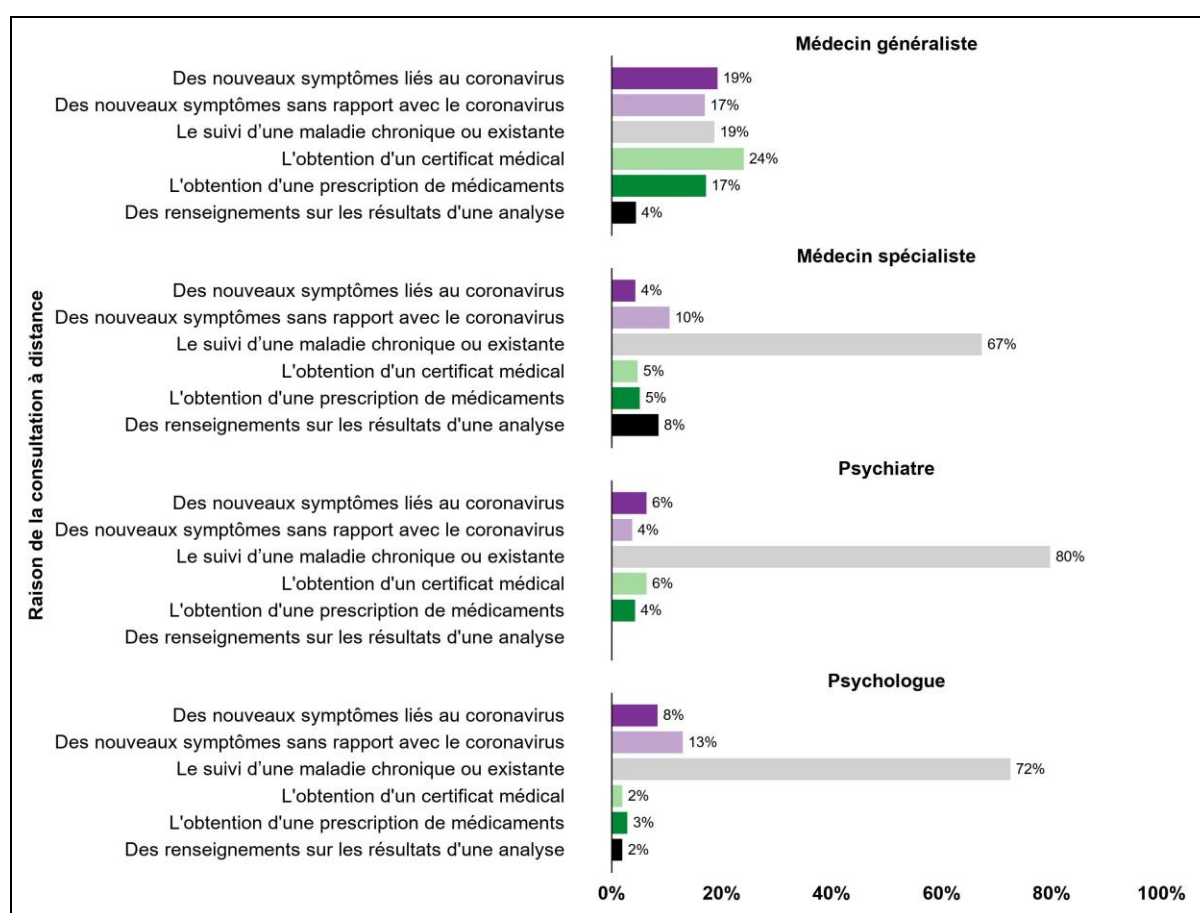 Médecin généraliste
Des nouveaux symptômes liés au coronavirus 19%
Des nouveaux symptômes sans rapport avec le coronavirus 17%
Le suivi d’une maladie chronique ou existante 19%
L'obtention d'un certificat médical 24%
L'obtention d'une prescription de médicaments 17%
Des renseignements sur les résultats d'une analyse 4%
Médecin spécialiste
Des nouveaux symptômes liés au coronavirus 4%
Des nouveaux symptômes sans rapport avec le coronavirus 10%
Le suivi d’une maladie chronique ou existante 67%
L'obtention d'un certificat médical 5%
L'obtention d'une prescription de médicaments 5%
Des renseignements sur les résultats d'une analyse 8%
Raison de la consultation à distance
Psychiatre
Des nouveaux symptômes liés au coronavirus 6%
Des nouveaux symptômes sans rapport avec le coronavirus 4%
Le suivi d’une maladie chronique ou existante 80%
L'obtention d'un certificat médical 6%
L'obtention d'une prescription de médicaments 4%
Des renseignements sur les résultats d'une analyse
Psychologue
Des nouveaux symptômes liés au coronavirus 8%
Des nouveaux symptômes sans rapport avec le coronavirus 13%
Le suivi d’une maladie chronique ou existante 72%
L'obtention d'un certificat médical 2%
L'obtention d'une prescription de médicaments 3%
Des renseignements sur les résultats d'une analyse 2%
0% 20% 40% 60% 80% 100%